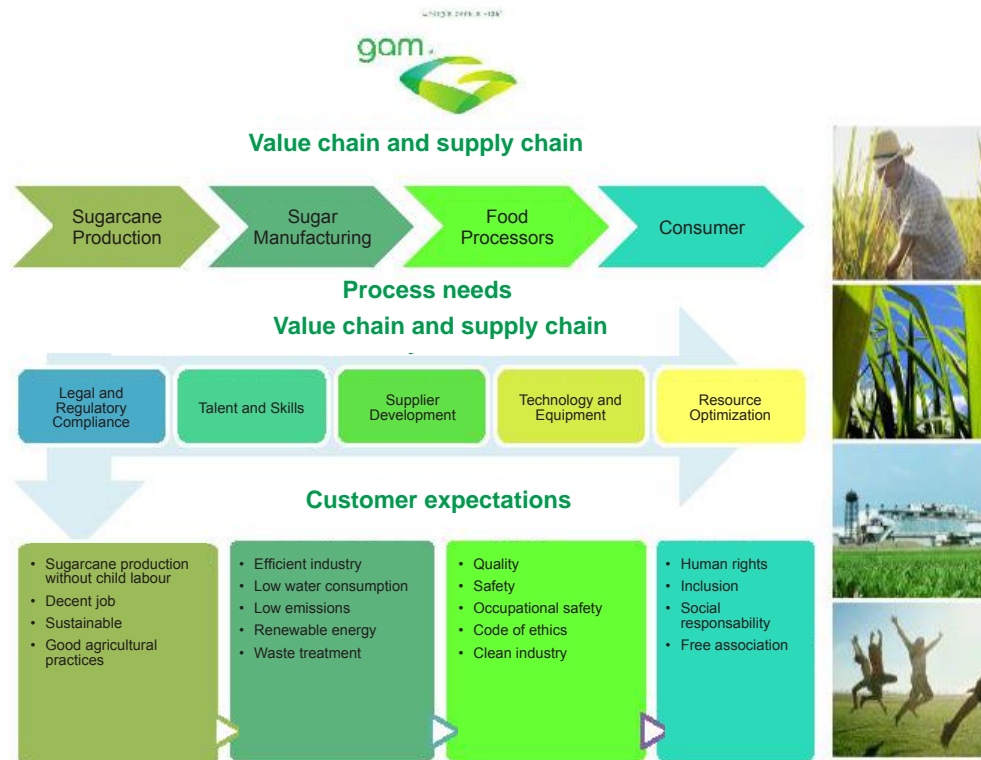 gam
Value chain and supply chain
Sugarcane
Production
Sugar
Manufacturing
Food
Processors
Consumer
Process needs
Value chain and supply chain
Legal and
Regulatory
Compliance
Talent and Skills
Supplier
Development
Technology and
Equipment
Resource
Optimization
Customer expectations
• Sugarcane production
without child labour
• Decent job
• Sustainable
• Good agricultural
practices
• Efficient industry
• Low water consumption
• Low emissions
• Renewable energy
• Waste treatment
• Quality
• Safety
• Occupational safety
• Code of ethics
• Clean industry
• Human rights
• Inclusion
• Social
responsability
• Free association